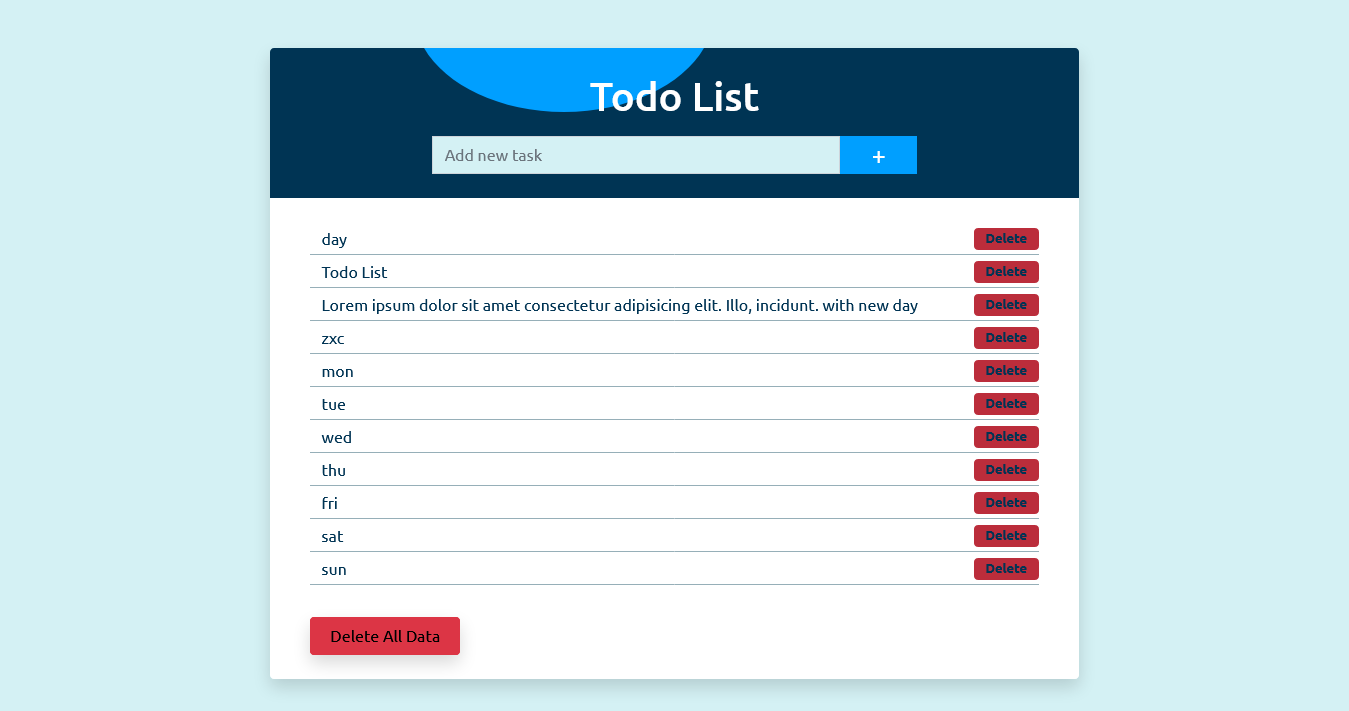 Todo List
Add new task +
day Delete
Todo List Delete
Lorem ipsum dolor sit amet consectetur adipisicing elit. Illo, incidunt. with new day Delete
zxc Delete
mon Delete
tue Delete
wed Delete
thu Delete
fri Delete
sat Delete
sun Delete
Delete All Data